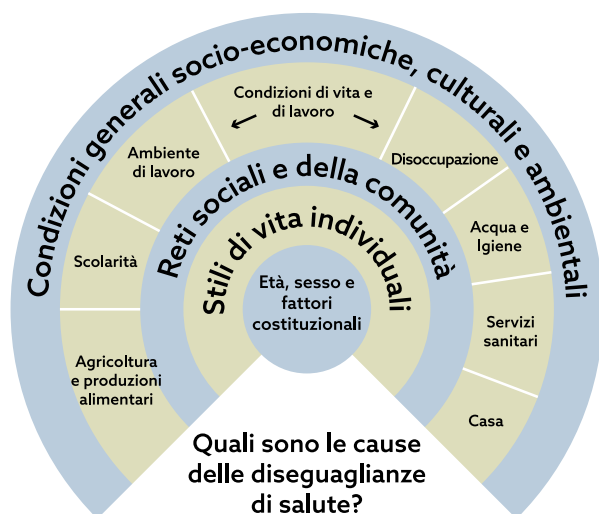 Condizioni generali socio-economiche, culturali e ambientali
Condizioni di vita e
di lavoro
Ambiente
di lavoro
Disoccupazione
Scolarità
Acqua e
Igiene
Agricoltura
e produzioni
alimentari
Servizi
sanitari
Casa
Reti sociali e della comunità
Stili di vita individuali
Età, sesso e
fattori
costituzionali
Quali sono le cause
delle diseguaglianze
di salute?